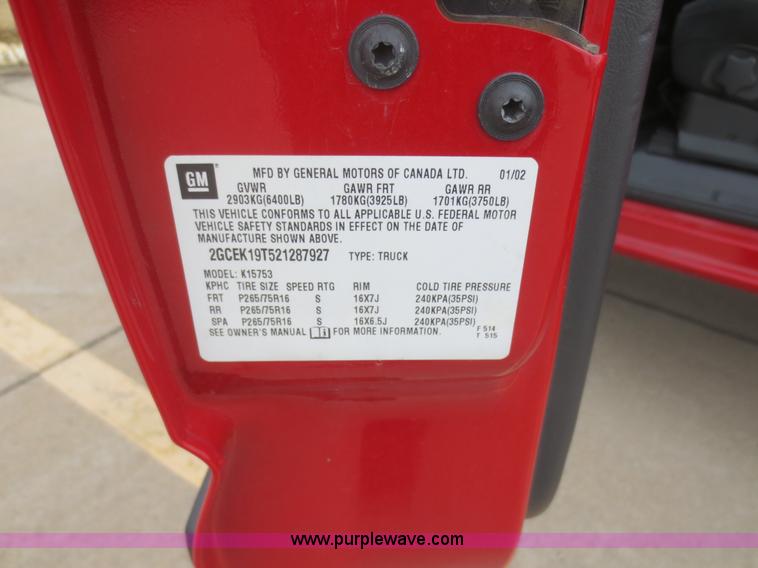 GM MFD BY GENERAL MOTORS OF CANADA LTD. 01/02
GVWR GAWR FRT GAWR RR
2903KG(6400LB) 1780KG(3925LB) 1701KG(3750LB)
THIS VEHICLE CONFORMS TO ALL APPLICABLE U.S. FEDERAL MOTOR
VEHICLE SAFETY STANDARDS IN EFFECT ON THE DATE OF
MANUFACTURE SHOWN ABOVE.
2GCEK19T521287927 TYPE: TRUCK
MODEL: K15753
KPHC TIRE SIZE SPEED RTG RIM COLD TIRE PRESSURE
FRT P265/75R16 S 16X7J 240KPA(35PSI)
RR P265/75R16 S 16X7J 240KPA(35PSI)
SPA P265/75R16 S 16X6.5J 240KPA(35PSI)
SEE OWNER'S MANUAL FOR MORE INFORMATION. F 514
T 515
www.purplewave.com